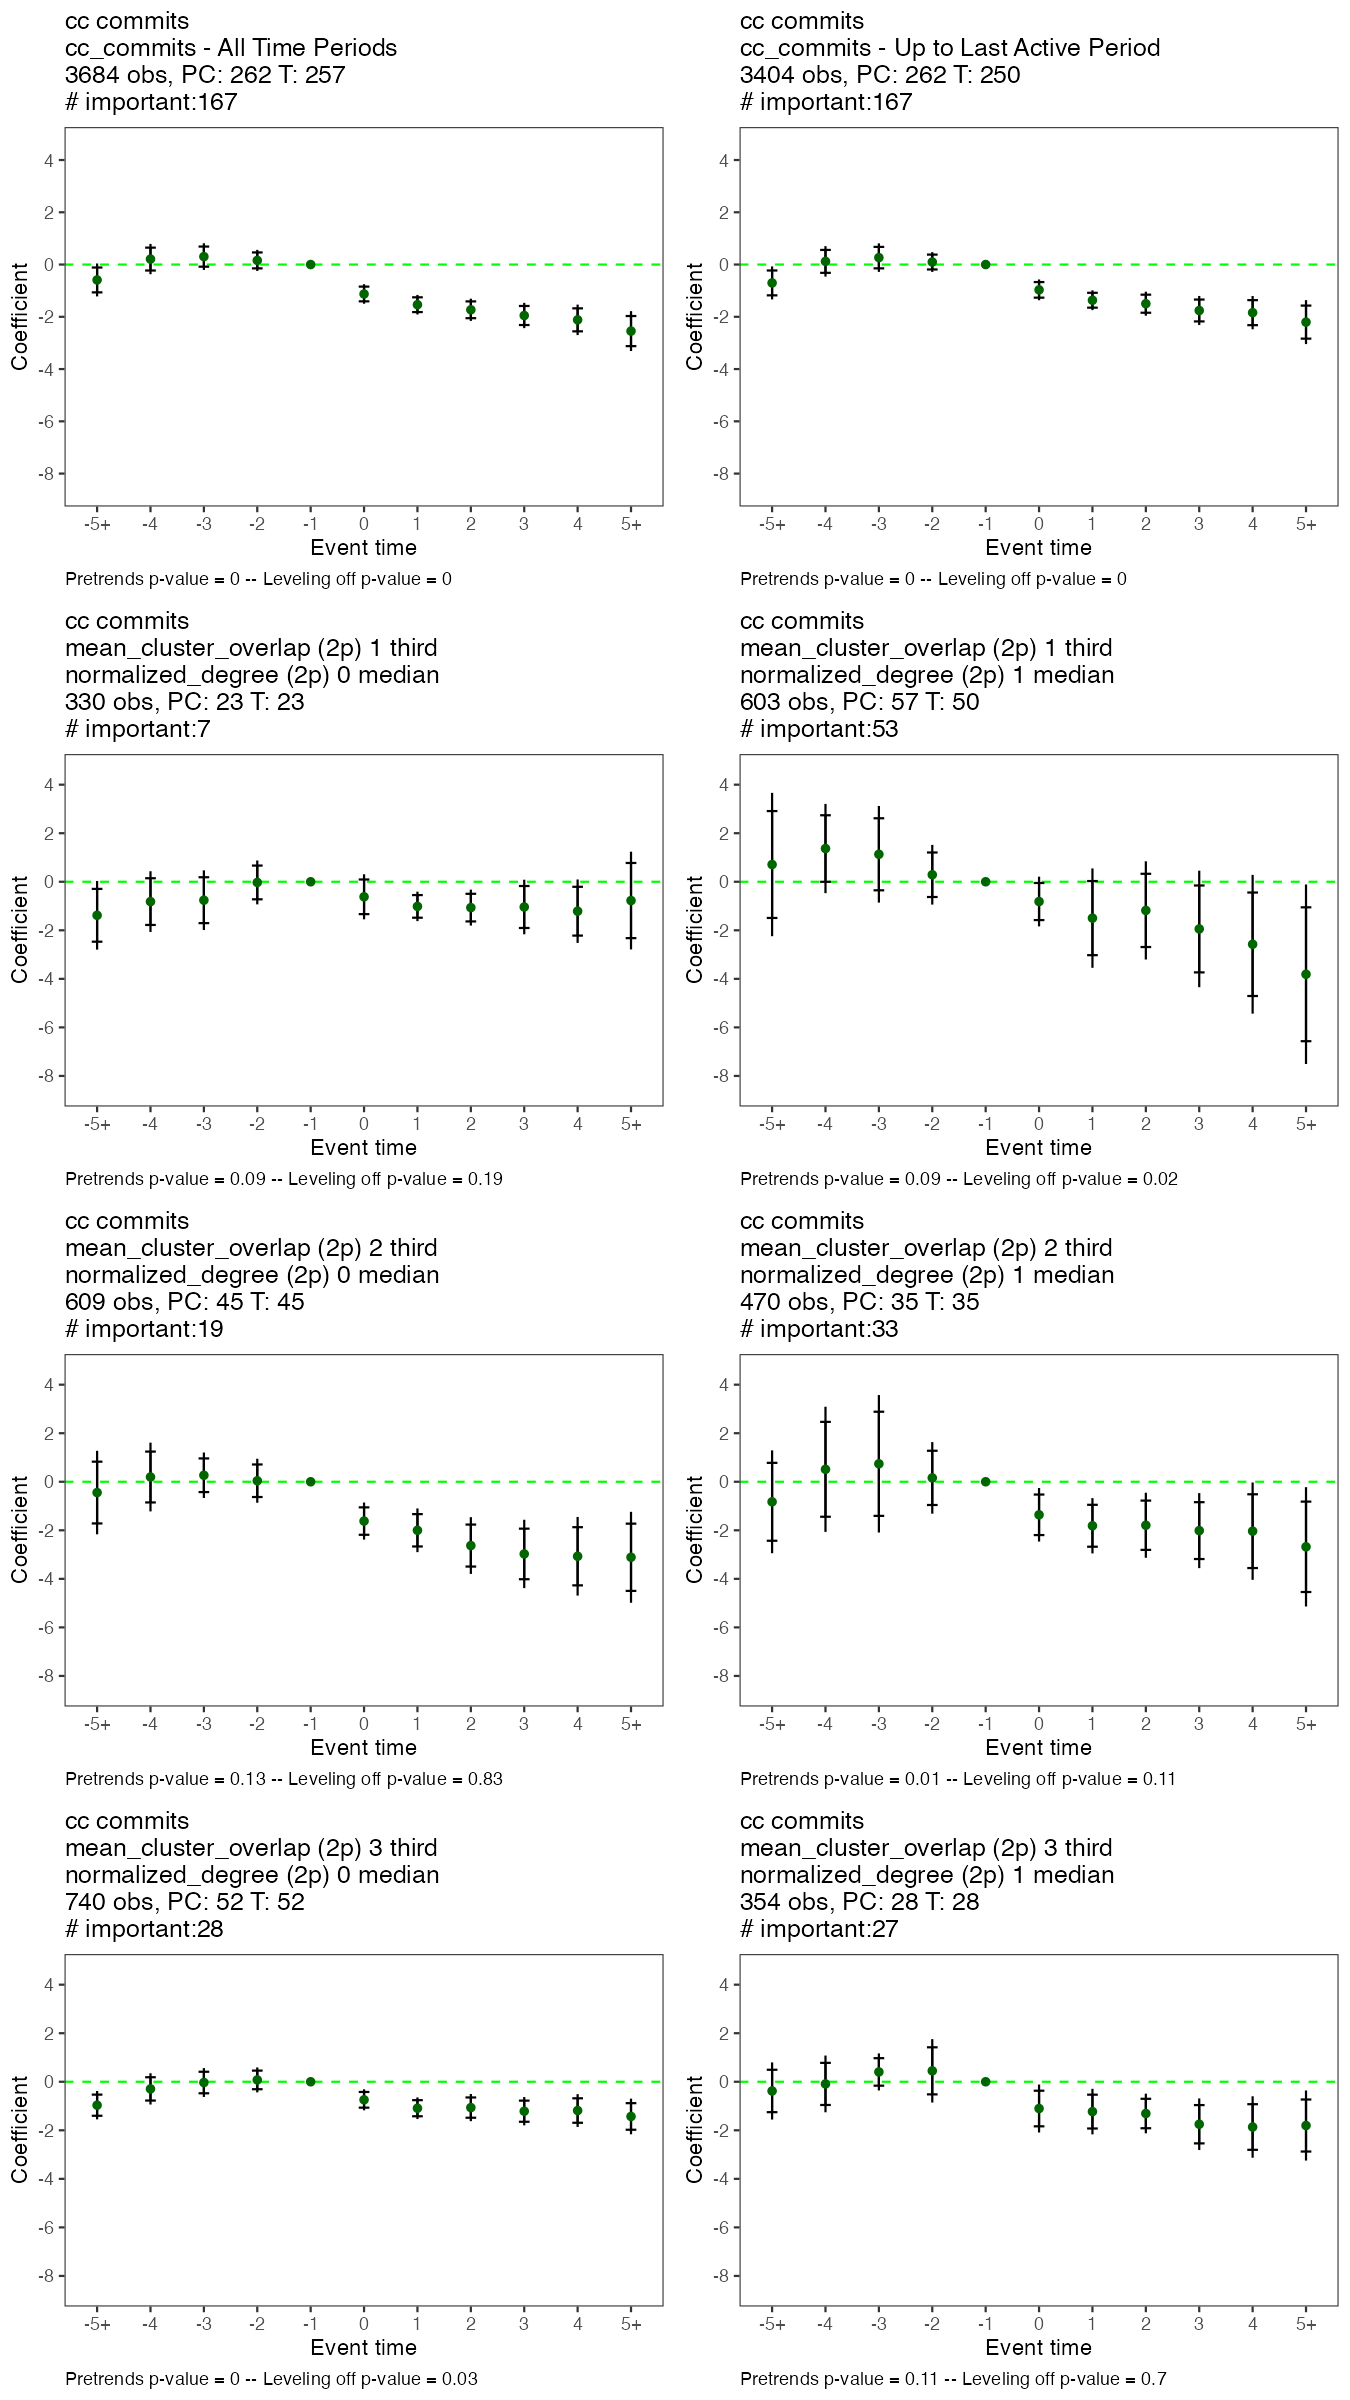 cc commits
cc_commits - All Time Periods
3684 obs, PC: 262 T: 257
# important:167
4
2
0
-2
-4
-6
-8
Coefficient
-5+ -4 -3 -2 -1 0 1 2 3 4 5+
Event time
Pretrends p-value = 0 -- Leveling off p-value = 0
cc commits
cc_commits - Up to Last Active Period
3404 obs, PC: 262 T: 250
# important:167
4
2
0
-2
-4
-6
-8
Coefficient
-5+ -4 -3 -2 -1 0 1 2 3 4 5+
Event time
Pretrends p-value = 0 -- Leveling off p-value = 0
cc commits
mean_cluster_overlap (2p) 1 third
normalized_degree (2p) 0 median
330 obs, PC: 23 T: 23
# important:7
4
2
0
-2
-4
-6
-8
Coefficient
-5+ -4 -3 -2 -1 0 1 2 3 4 5+
Event time
Pretrends p-value = 0.09 -- Leveling off p-value = 0.19
cc commits
mean_cluster_overlap (2p) 1 third
normalized_degree (2p) 1 median
603 obs, PC: 57 T: 50
# important:53
4
2
0
-2
-4
-6
-8
Coefficient
-5+ -4 -3 -2 -1 0 1 2 3 4 5+
Event time
Pretrends p-value = 0.09 -- Leveling off p-value = 0.02
cc commits
mean_cluster_overlap (2p) 2 third
normalized_degree (2p) 0 median
609 obs, PC: 45 T: 45
# important:19
4
2
0
-2
-4
-6
-8
Coefficient
-5+ -4 -3 -2 -1 0 1 2 3 4 5+
Event time
Pretrends p-value = 0.13 -- Leveling off p-value = 0.83
cc commits
mean_cluster_overlap (2p) 2 third
normalized_degree (2p) 1 median
470 obs, PC: 35 T: 35
# important:33
4
2
0
-2
-4
-6
-8
Coefficient
-5+ -4 -3 -2 -1 0 1 2 3 4 5+
Event time
Pretrends p-value = 0.01 -- Leveling off p-value = 0.11
cc commits
mean_cluster_overlap (2p) 3 third
normalized_degree (2p) 0 median
740 obs, PC: 52 T: 52
# important:28
4
2
0
-2
-4
-6
-8
Coefficient
-5+ -4 -3 -2 -1 0 1 2 3 4 5+
Event time
Pretrends p-value = 0 -- Leveling off p-value = 0.03
cc commits
mean_cluster_overlap (2p) 3 third
normalized_degree (2p) 1 median
354 obs, PC: 28 T: 28
# important:27
4
2
0
-2
-4
-6
-8
Coefficient
-5+ -4 -3 -2 -1 0 1 2 3 4 5+
Event time
Pretrends p-value = 0.11 -- Leveling off p-value = 0.7